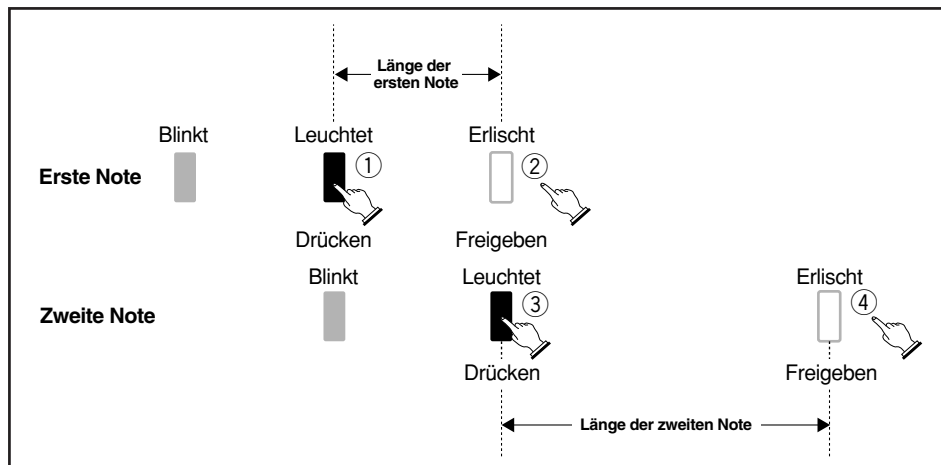 Länge der
ersten Note
Blinkt Leuchtet Erlischt
Erste Note ① ②
Drücken Freigeben
Blinkt Leuchtet Erlischt
Zweite Note ③ ④
Drücken Freigeben
Länge der zweiten Note